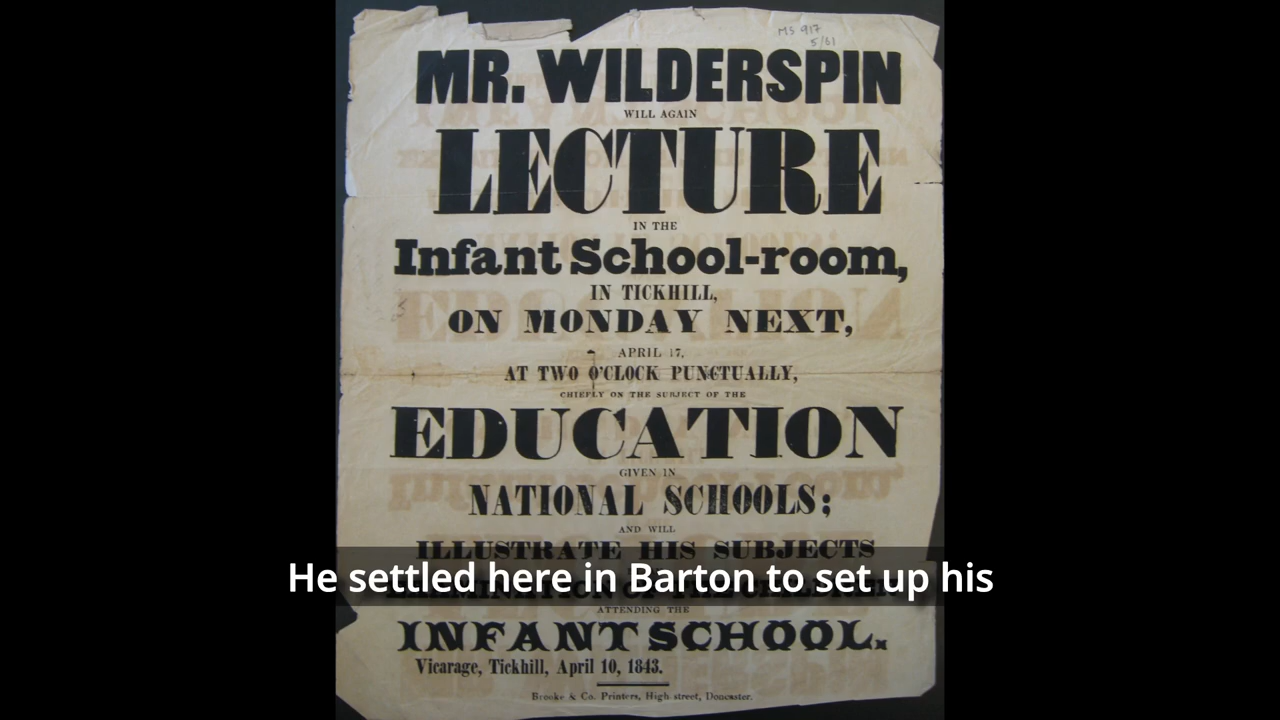 MS 917
5/61
MR. WILDERSPIN
WILL AGAIN
LECTURE
IN THE
Infant School-room,
IN TICKHILL,
ON MONDAY NEXT,
APRIL 17,
AT TWO O'CLOCK PUNCTUALLY,
CHIEFLY ON THE SUBJECT OF THE
EDUCATION
GIVEN IN
NATIONAL SCHOOLS;
AND WILL
ILLUSTRATE HIS SUBJECTS
He settled here in Barton to set up his
ATTENDING THE
INFANT SCHOOL.
Vicarage, Tickhill, April 10, 1843.
Brooke & Co. Printers, High street, Doncaster.